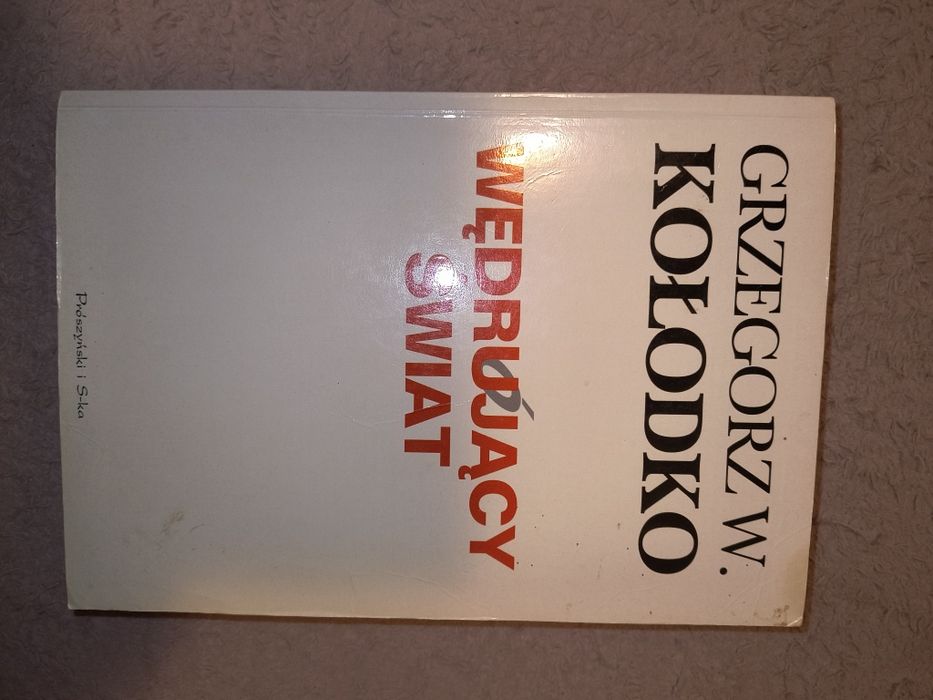 GRZEGORZ W.
KOŁODKO
WĘDRUJĄCY
ŚWIAT
Prószyński i S-ka